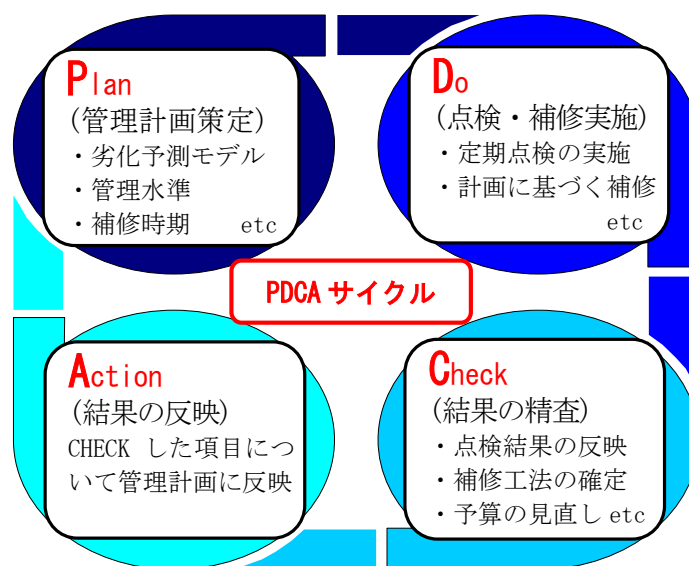 Plan
(管理計画策定)
・劣化予測モデル
・管理水準
・補修時期 etc
Do
(点検・補修実施)
・定期点検の実施
・計画に基づく補修
etc
PDCA サイクル
Action
(結果の反映)
CHECK した項目につ
いて管理計画に反映
Check
(結果の精査)
・点検結果の反映
・補修工法の確定
・予算の見直し etc